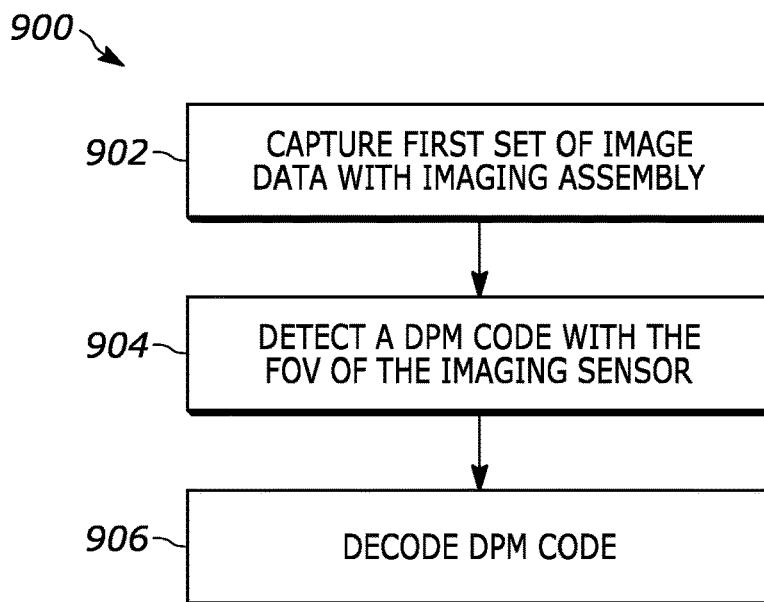 900
902
CAPTURE FIRST SET OF IMAGE
DATA WITH IMAGING ASSEMBLY
904
DETECT A DPM CODE WITH THE
FOV OF THE IMAGING SENSOR
906
DECODE DPM CODE